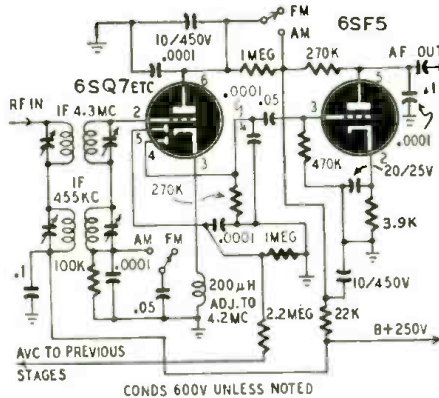 FM
10/450V
AM
6SF5
.0001
6
1MEG
270K
5
AF OUT
6SQ7ETC
.0001
.05
.1
RF IN
IF 4.3MC
2
3
5
4
3
2
.0001
IF
455KC
270K
470K
20/25V
.0001
1MEG
3.9K
AM FM
100K
.0001
.1
.05
200µH
ADJ.TO
4.2MC
2.2MEG
10/450V
22K
B+250V
AVC TO PREVIOUS
STAGES
CONDS 600V UNLESS NOTED